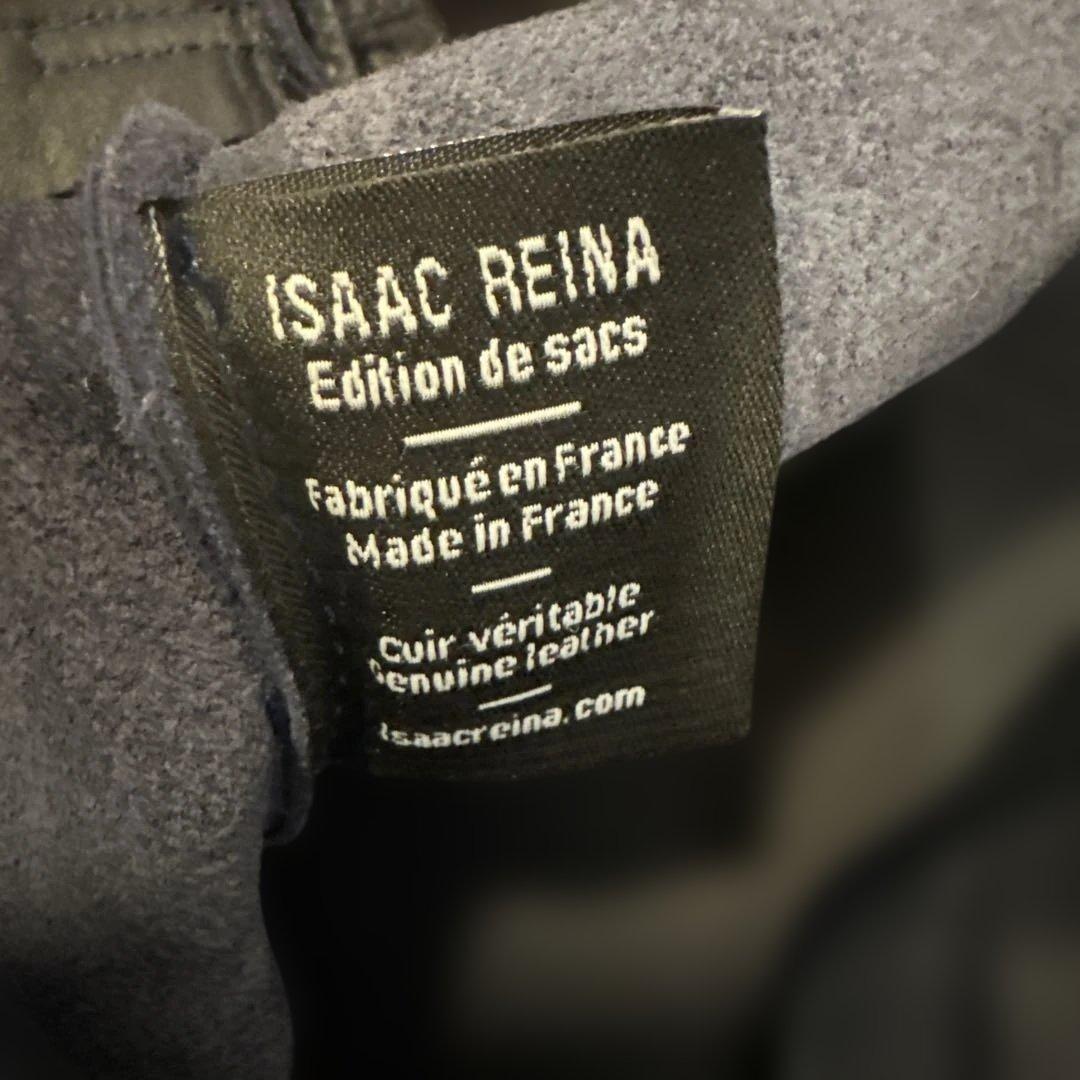 ISAAC REINA
Edition de sacs
Fabriqué en France
Made in France
Cuir véritable
Genuine leather
isaacreina.com